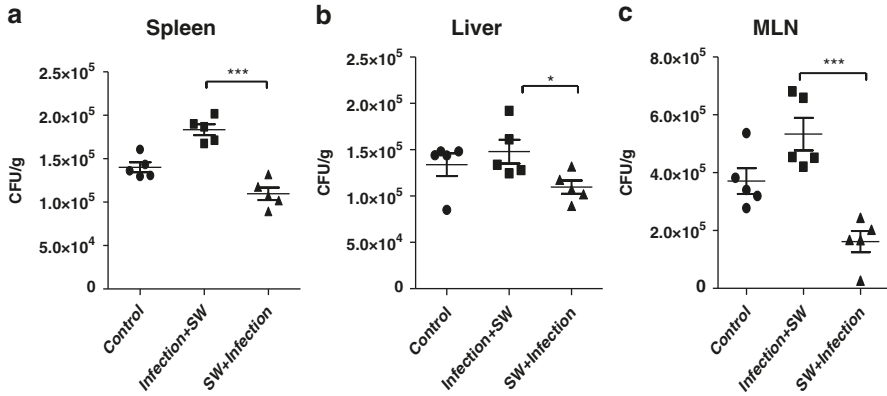 a
Spleen
CFU/g
2.5×10⁵
2.0×10⁵
1.5×10⁵
1.0×10⁵
5.0×10⁴
0
***
Control
Infection+SW
SW+Infection
b
Liver
CFU/g
2.5×10⁵
2.0×10⁵
1.5×10⁵
1.0×10⁵
5.0×10⁴
0
*
Control
Infection+SW
SW+Infection
c
MLN
CFU/g
8.0×10⁵
6.0×10⁵
4.0×10⁵
2.0×10⁵
0
***
Control
Infection+SW
SW+Infection